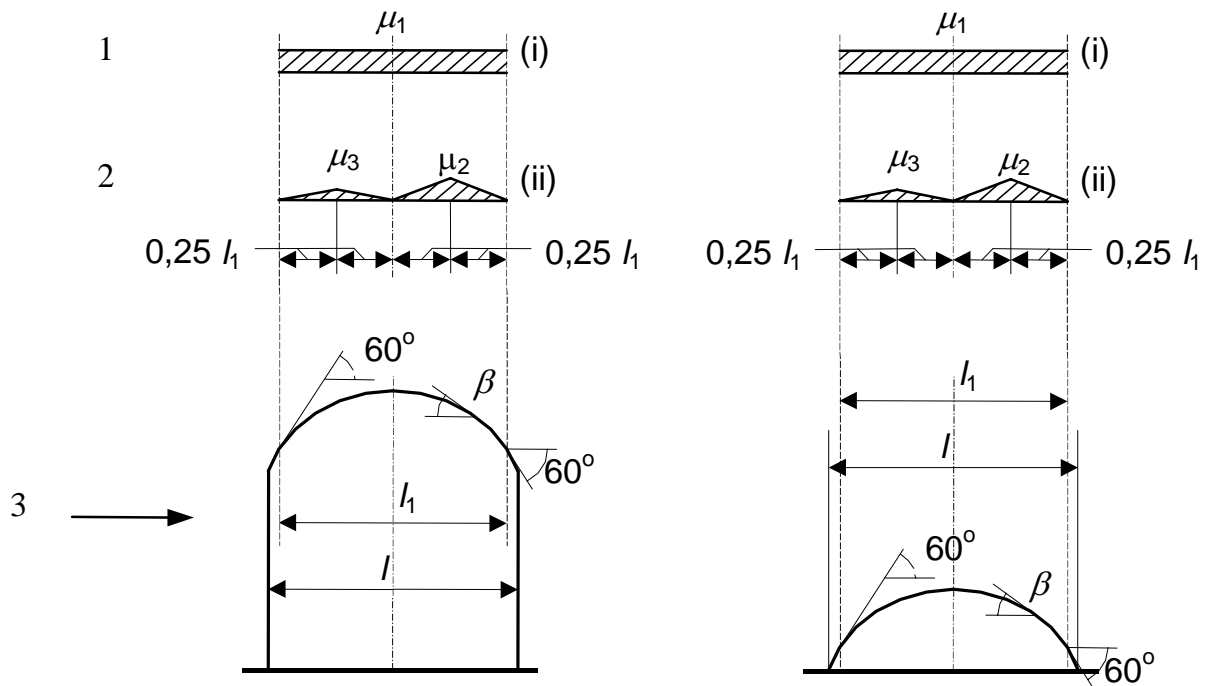 1 μ1 (i) μ1 (i)
2 μ3 μ2 (ii) μ3 μ2 (ii)
0,25 l1 0,25 l1 0,25 l1 0,25 l1
60° β 60°
l1
l
l1
l
3
60° β 60°